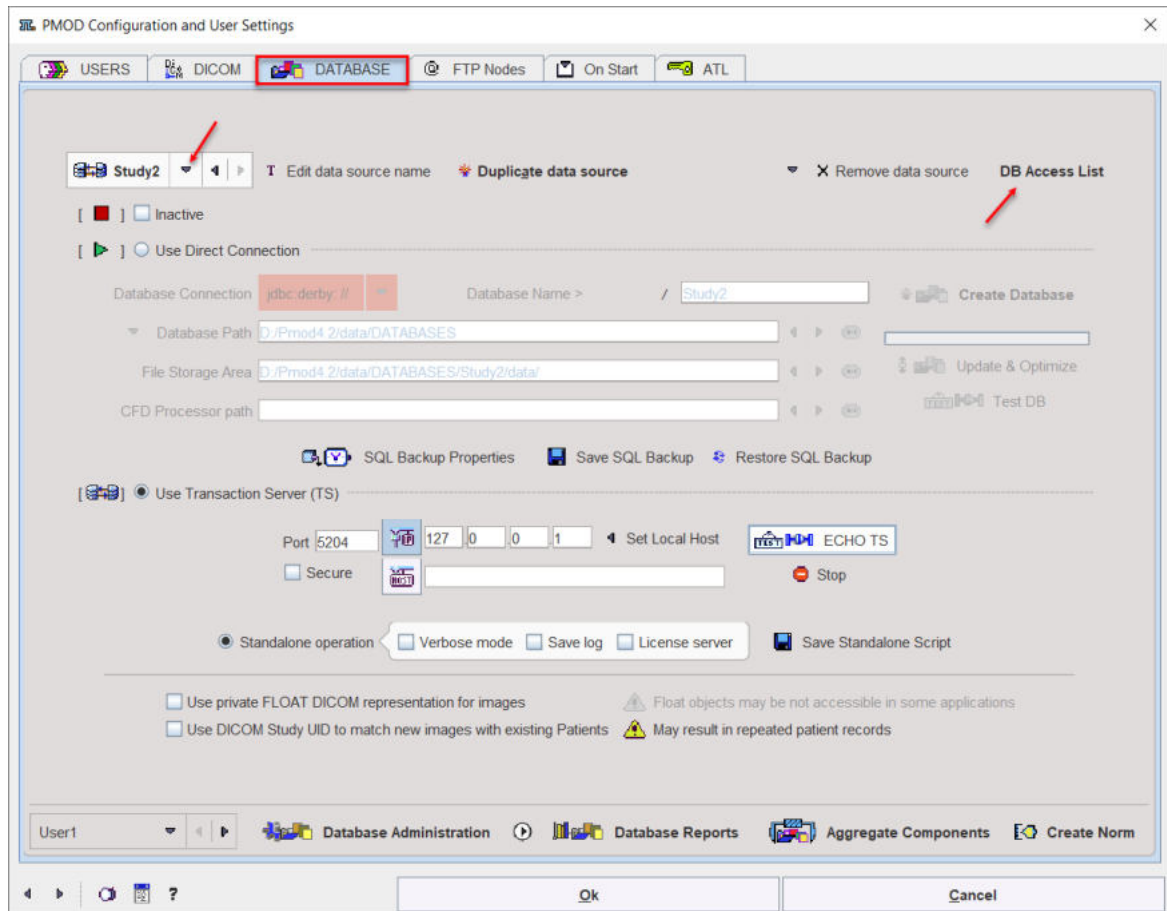 PMOD Configuration and User Settings
USERS DICOM DATABASE FTP Nodes On Start ATL
Study2 T Edit data source name Duplicate data source X Remove data source DB Access List
[ ] Inactive
[ ] Use Direct Connection
Database Connection jdbc:derby: // Database Name > / Study2 Create Database
Database Path D:/Pmod4.2/data/DATABASES
File Storage Area D:/Pmod4.2/data/DATABASES/Study2/data/ Update & Optimize
CFD Processor path Test DB
SQL Backup Properties Save SQL Backup Restore SQL Backup
[ ] Use Transaction Server (TS)
Port 5204 IP 127 .0 .0 .1 Set Local Host TEST ECHO TS
Secure HOST Stop
Standalone operation Verbose mode Save log License server Save Standalone Script
Use private FLOAT DICOM representation for images Float objects may be not accessible in some applications
Use DICOM Study UID to match new images with existing Patients May result in repeated patient records
User1 Database Administration Database Reports Aggregate Components Create Norm
? Ok Cancel